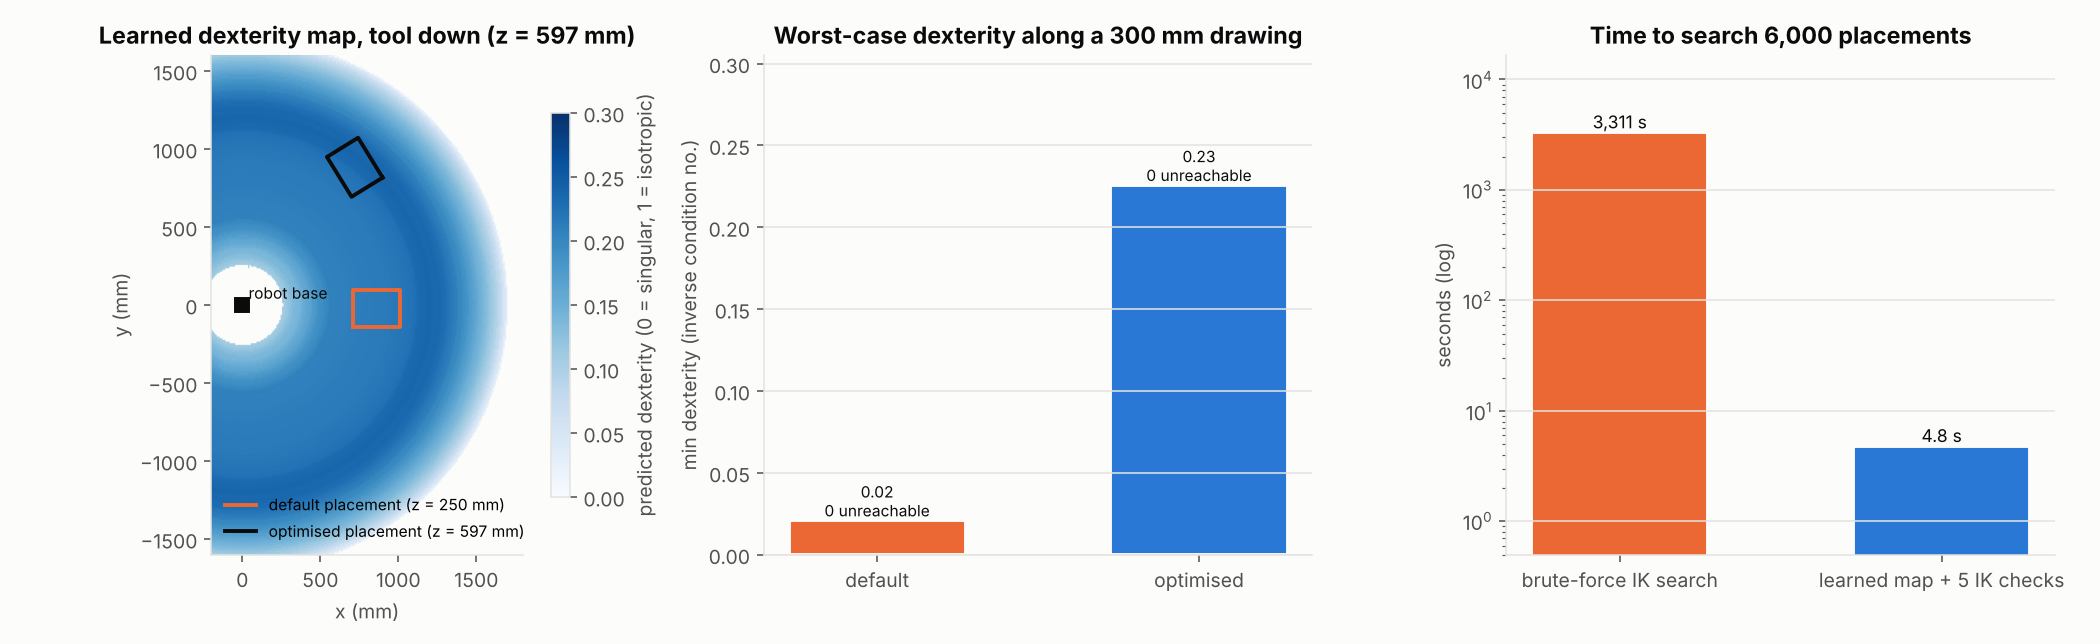 Learned dexterity map, tool down (z = 597 mm)
1500
1000
500
0
−500
−1000
−1500
y (mm)
robot base
default placement (z = 250 mm)
optimised placement (z = 597 mm)
0
500
1000
1500
x (mm)
0.30
0.25
0.20
0.15
0.10
0.05
0.00
predicted dexterity (0 = singular, 1 = isotropic)
Worst-case dexterity along a 300 mm drawing
0.30
0.25
0.20
0.15
0.10
0.05
0.00
min dexterity (inverse condition no.)
0.02
0 unreachable
0.23
0 unreachable
default
optimised
Time to search 6,000 placements
10⁴
10³
10²
10¹
10⁰
seconds (log)
3,311 s
4.8 s
brute-force IK search
learned map + 5 IK checks